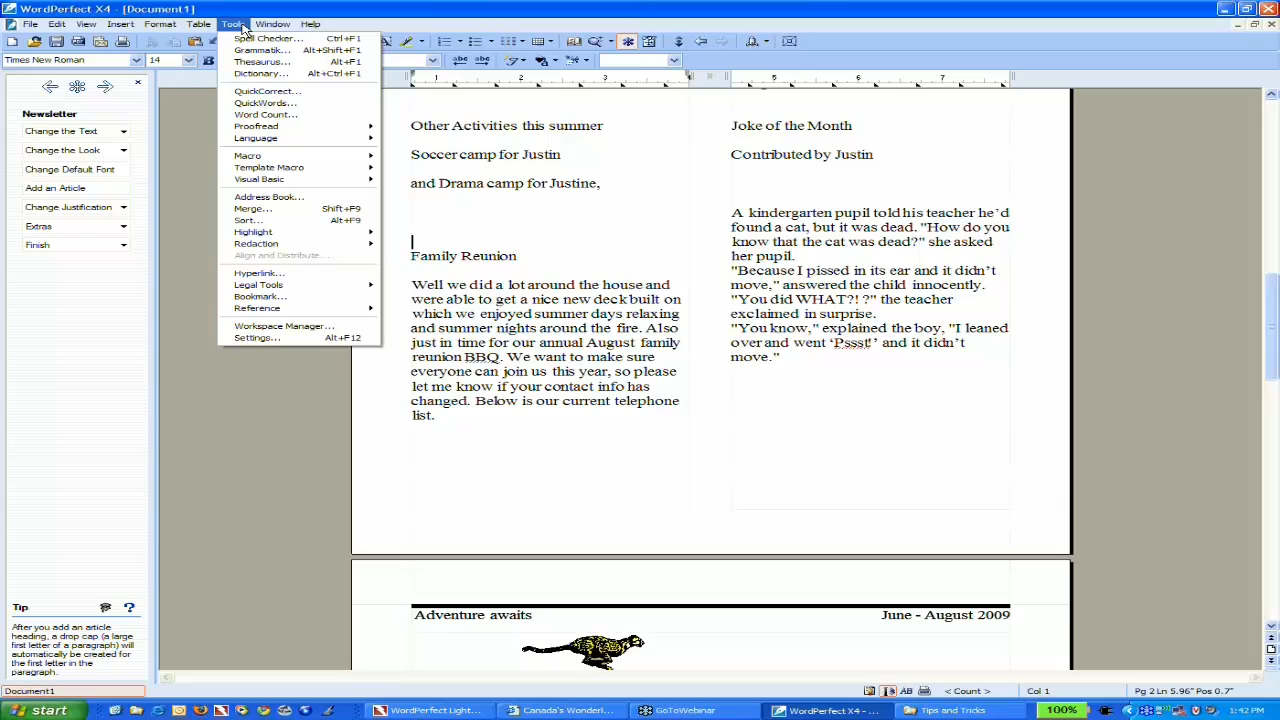 WordPerfect X4 - [Document1]
File Edit View Insert Format Table Tools Window Help
Times New Roman 14 B
Newsletter
Change the Text
Change the Look
Change Default Font
Add an Article
Change Justification
Extras
Finish
Tip
After you add an article
heading, a drop cap (a large
first letter of a paragraph) will
automatically be created for
the first letter in the
paragraph.
Spell Checker... Ctrl+F1
Grammatik... Alt+Shift+F1
Thesaurus... Alt+F1
Dictionary... Alt+Ctrl+F1
QuickCorrect...
QuickWords...
Word Count...
Proofread
Language
Macro
Template Macro
Visual Basic
Address Book...
Merge... Shift+F9
Sort... Alt+F9
Highlight
Redaction
Align and Distribute...
Hyperlink...
Legal Tools
Bookmark...
Reference
Workspace Manager...
Settings... Alt+F12
1 2 3 5 6 7
Other Activities this summer
Soccer camp for Justin
and Drama camp for Justine,
Family Reunion
Well we did a lot around the house and
were able to get a nice new deck built on
which we enjoyed summer days relaxing
and summer nights around the fire. Also
just in time for our annual August family
reunion BBQ. We want to make sure
everyone can join us this year, so please
let me know if your contact info has
changed. Below is our current telephone
list.
Joke of the Month
Contributed by Justin
A kindergarten pupil told his teacher he’d
found a cat, but it was dead. "How do you
know that the cat was dead?" she asked
her pupil.
"Because I pissed in its ear and it didn’t
move," answered the child innocently.
"You did WHAT?! ?" the teacher
exclaimed in surprise.
"You know," explained the boy, "I leaned
over and went ‘Pssst!’ and it didn’t
move."
Adventure awaits June - August 2009
Document1 AB < Count > Col 1 Pg 2 Ln 5.96" Pos 0.7"
start WordPerfect Light... Canada's Wonderl... GoToWebinar WordPerfect X4 - ... Tips and Tricks 100% 1:42 PM